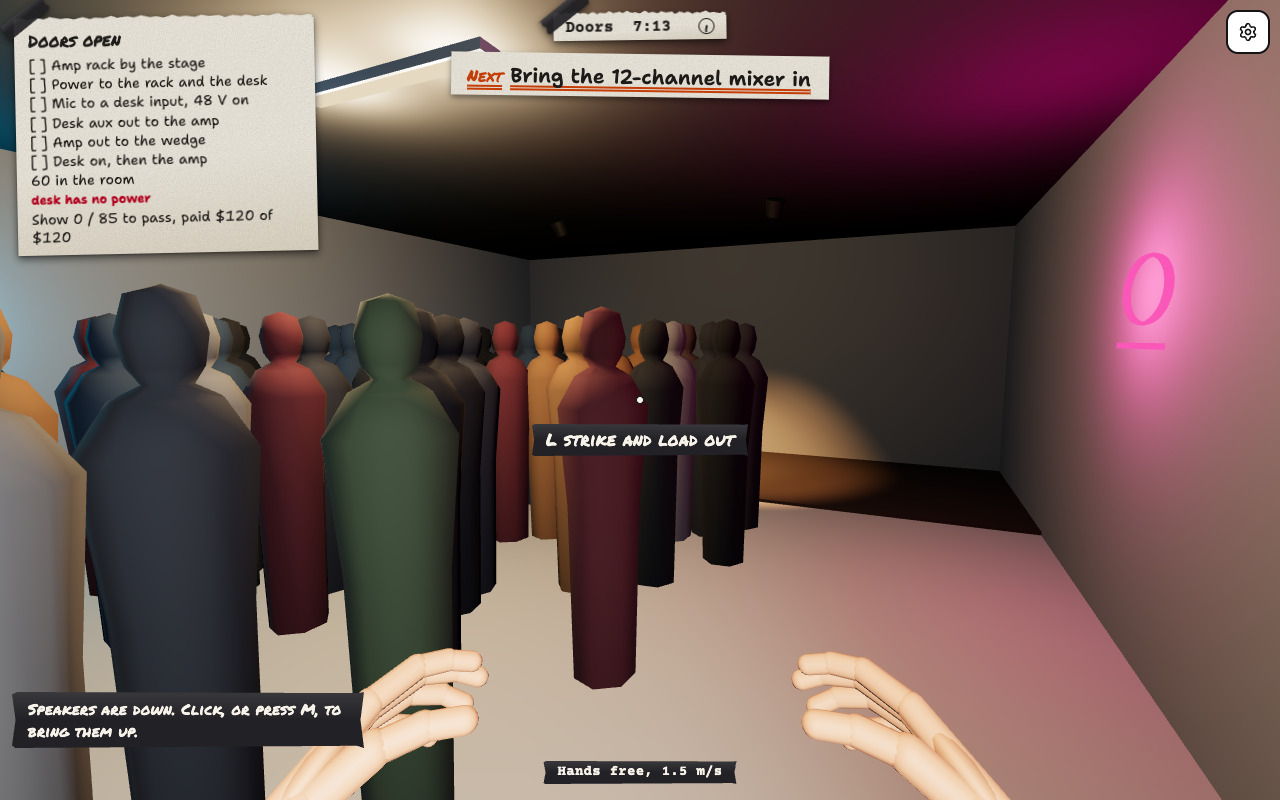 Doors open
[ ] Amp rack by the stage
[ ] Power to the rack and the desk
[ ] Mic to a desk input, 48 V on
[ ] Desk aux out to the amp
[ ] Amp out to the wedge
[ ] Desk on, then the amp
60 in the room
desk has no power
Show 0 / 85 to pass, paid $120 of
$120
Doors 7:13
Next Bring the 12-channel mixer in
L strike and load out
Speakers are down. Click, or press M, to
bring them up.
Hands free, 1.5 m/s